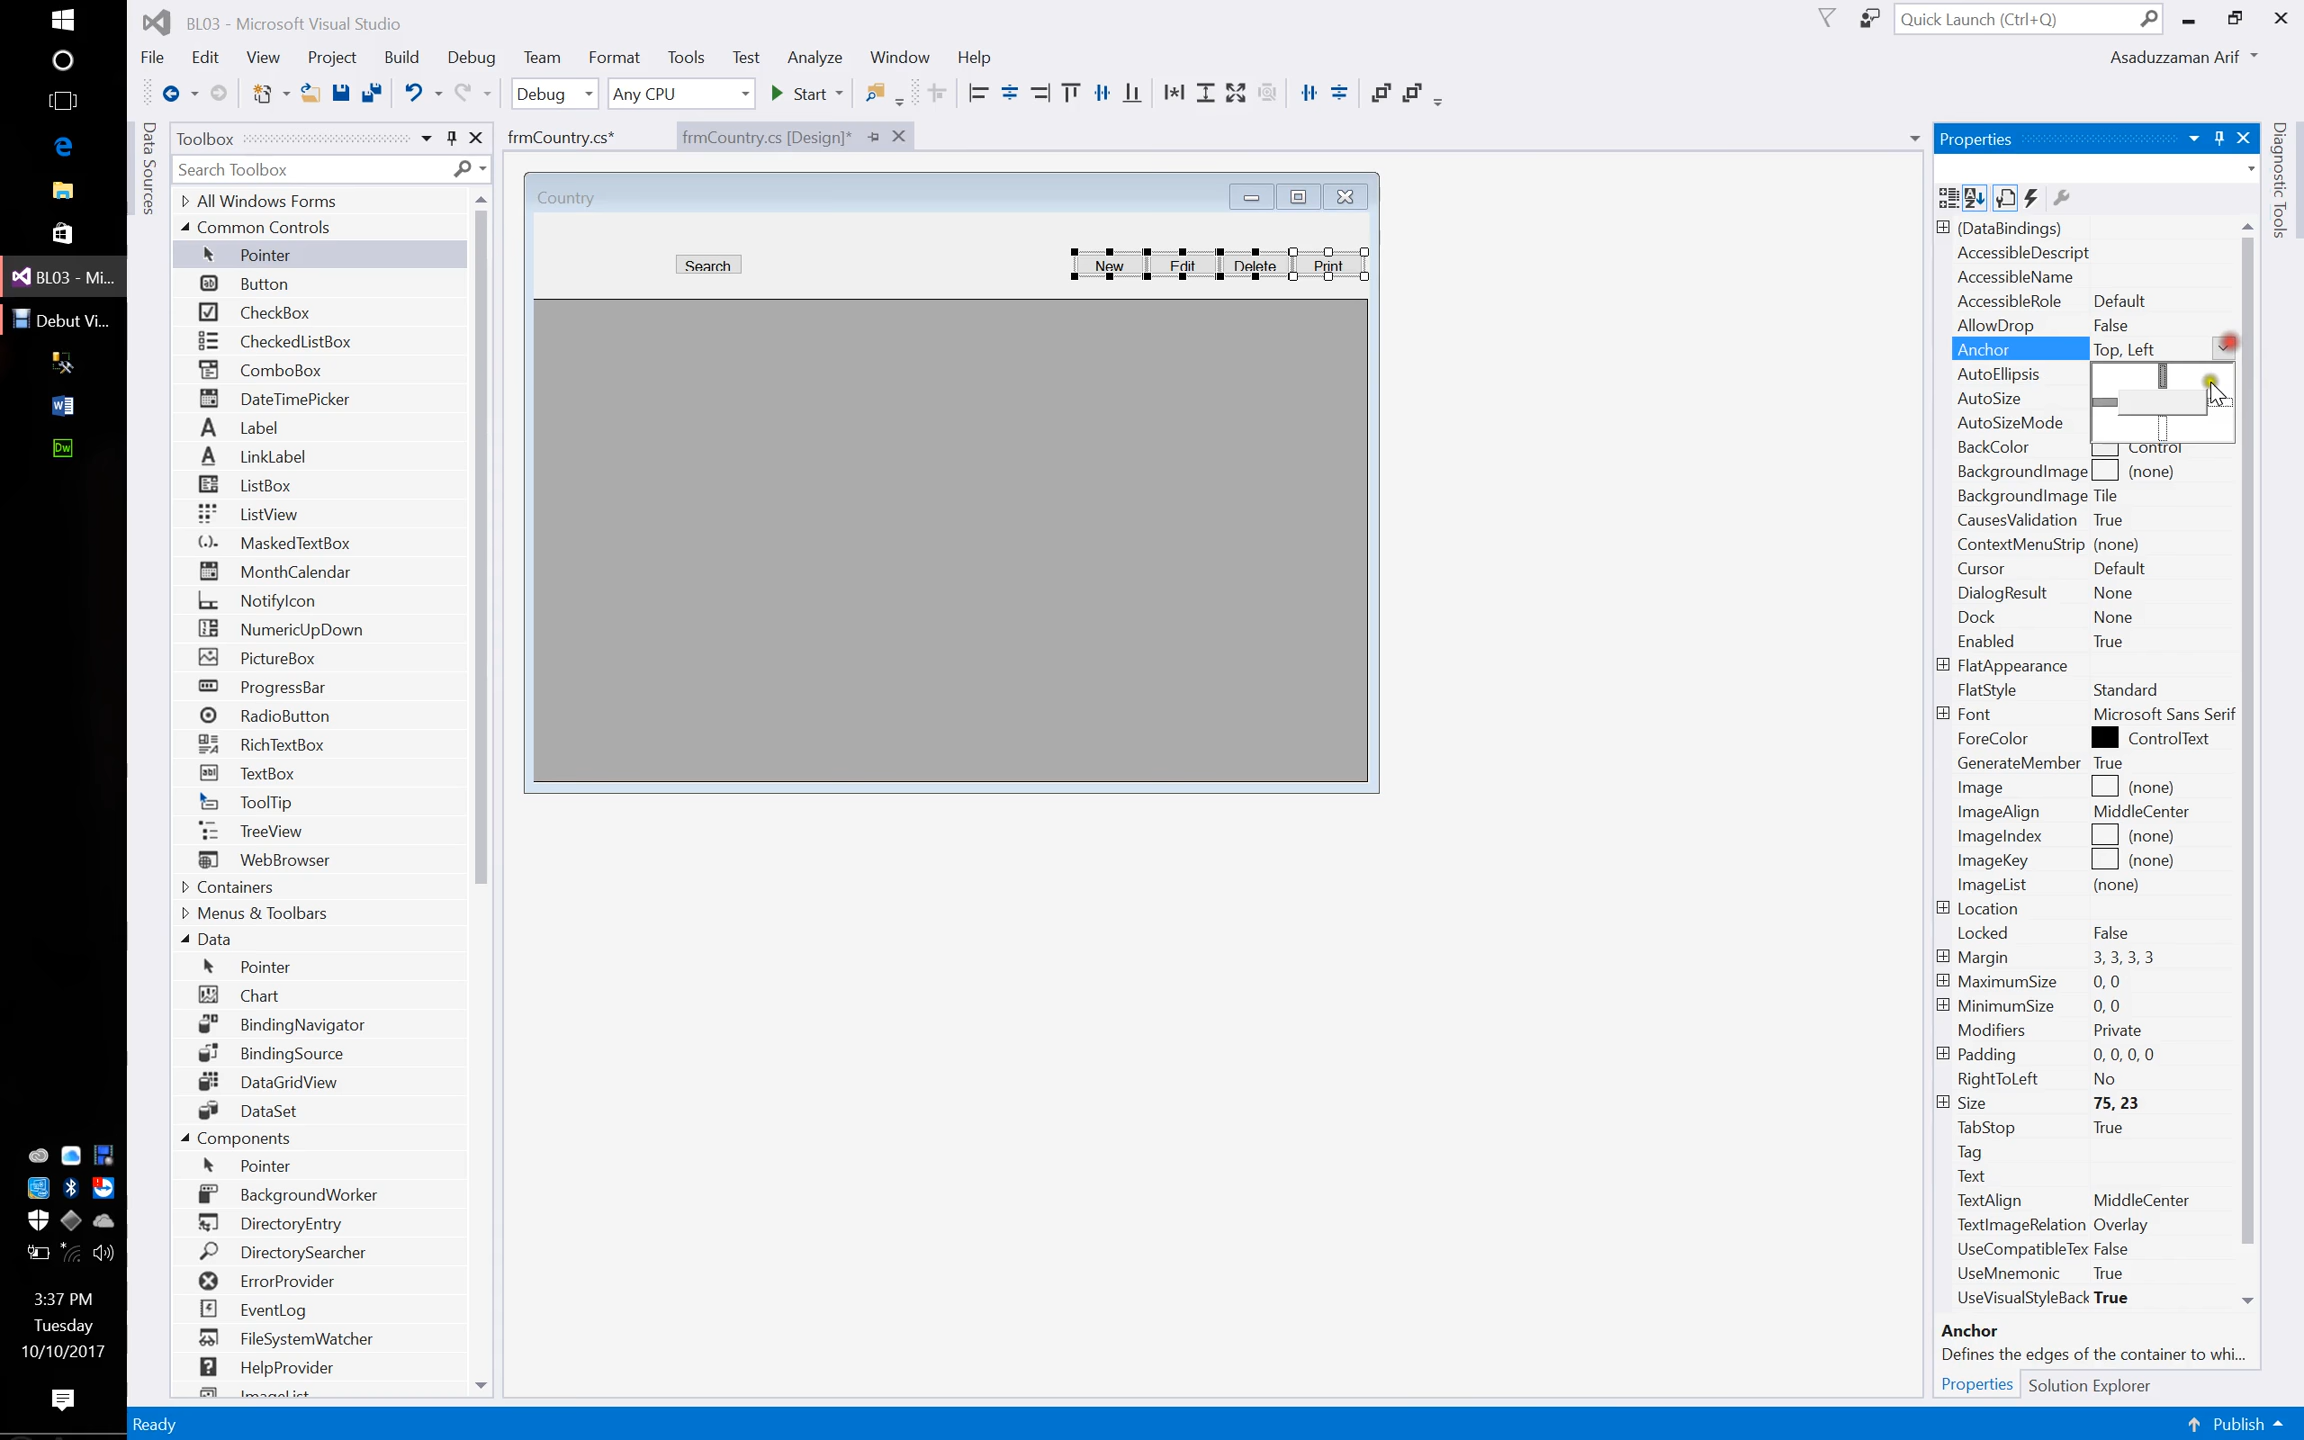 BL03 - Microsoft Visual Studio
Quick Launch (Ctrl+Q)
File Edit View Project Build Debug Team Format Tools Test Analyze Window Help
Asaduzzaman Arif
Debug Any CPU Start
Data Sources
Toolbox
Search Toolbox
All Windows Forms
Common Controls
Pointer
Button
CheckBox
CheckedListBox
ComboBox
DateTimePicker
Label
LinkLabel
ListBox
ListView
MaskedTextBox
MonthCalendar
NotifyIcon
NumericUpDown
PictureBox
ProgressBar
RadioButton
RichTextBox
TextBox
ToolTip
TreeView
WebBrowser
Containers
Menus & Toolbars
Data
Pointer
Chart
BindingNavigator
BindingSource
DataGridView
DataSet
Components
Pointer
BackgroundWorker
DirectoryEntry
DirectorySearcher
ErrorProvider
EventLog
FileSystemWatcher
HelpProvider
ImageList
frmCountry.cs*
frmCountry.cs [Design]*
Country
Search
New Edit Delete Print
Properties
(DataBindings)
AccessibleDescript
AccessibleName
AccessibleRole Default
AllowDrop False
Anchor Top, Left
AutoEllipsis
AutoSize
AutoSizeMode
BackColor Control
BackgroundImage (none)
BackgroundImage Tile
CausesValidation True
ContextMenuStrip (none)
Cursor Default
DialogResult None
Dock None
Enabled True
FlatAppearance
FlatStyle Standard
Font Microsoft Sans Serif
ForeColor ControlText
GenerateMember True
Image (none)
ImageAlign MiddleCenter
ImageIndex (none)
ImageKey (none)
ImageList (none)
Location
Locked False
Margin 3, 3, 3, 3
MaximumSize 0, 0
MinimumSize 0, 0
Modifiers Private
Padding 0, 0, 0, 0
RightToLeft No
Size 75, 23
TabStop True
Tag
Text
TextAlign MiddleCenter
TextImageRelation Overlay
UseCompatibleTex False
UseMnemonic True
UseVisualStyleBack True
Anchor
Defines the edges of the container to whi...
Properties Solution Explorer
Diagnostic Tools
BL03 - Mi...
Debut Vi...
Dw
3:37 PM
Tuesday
10/10/2017
Ready
Publish